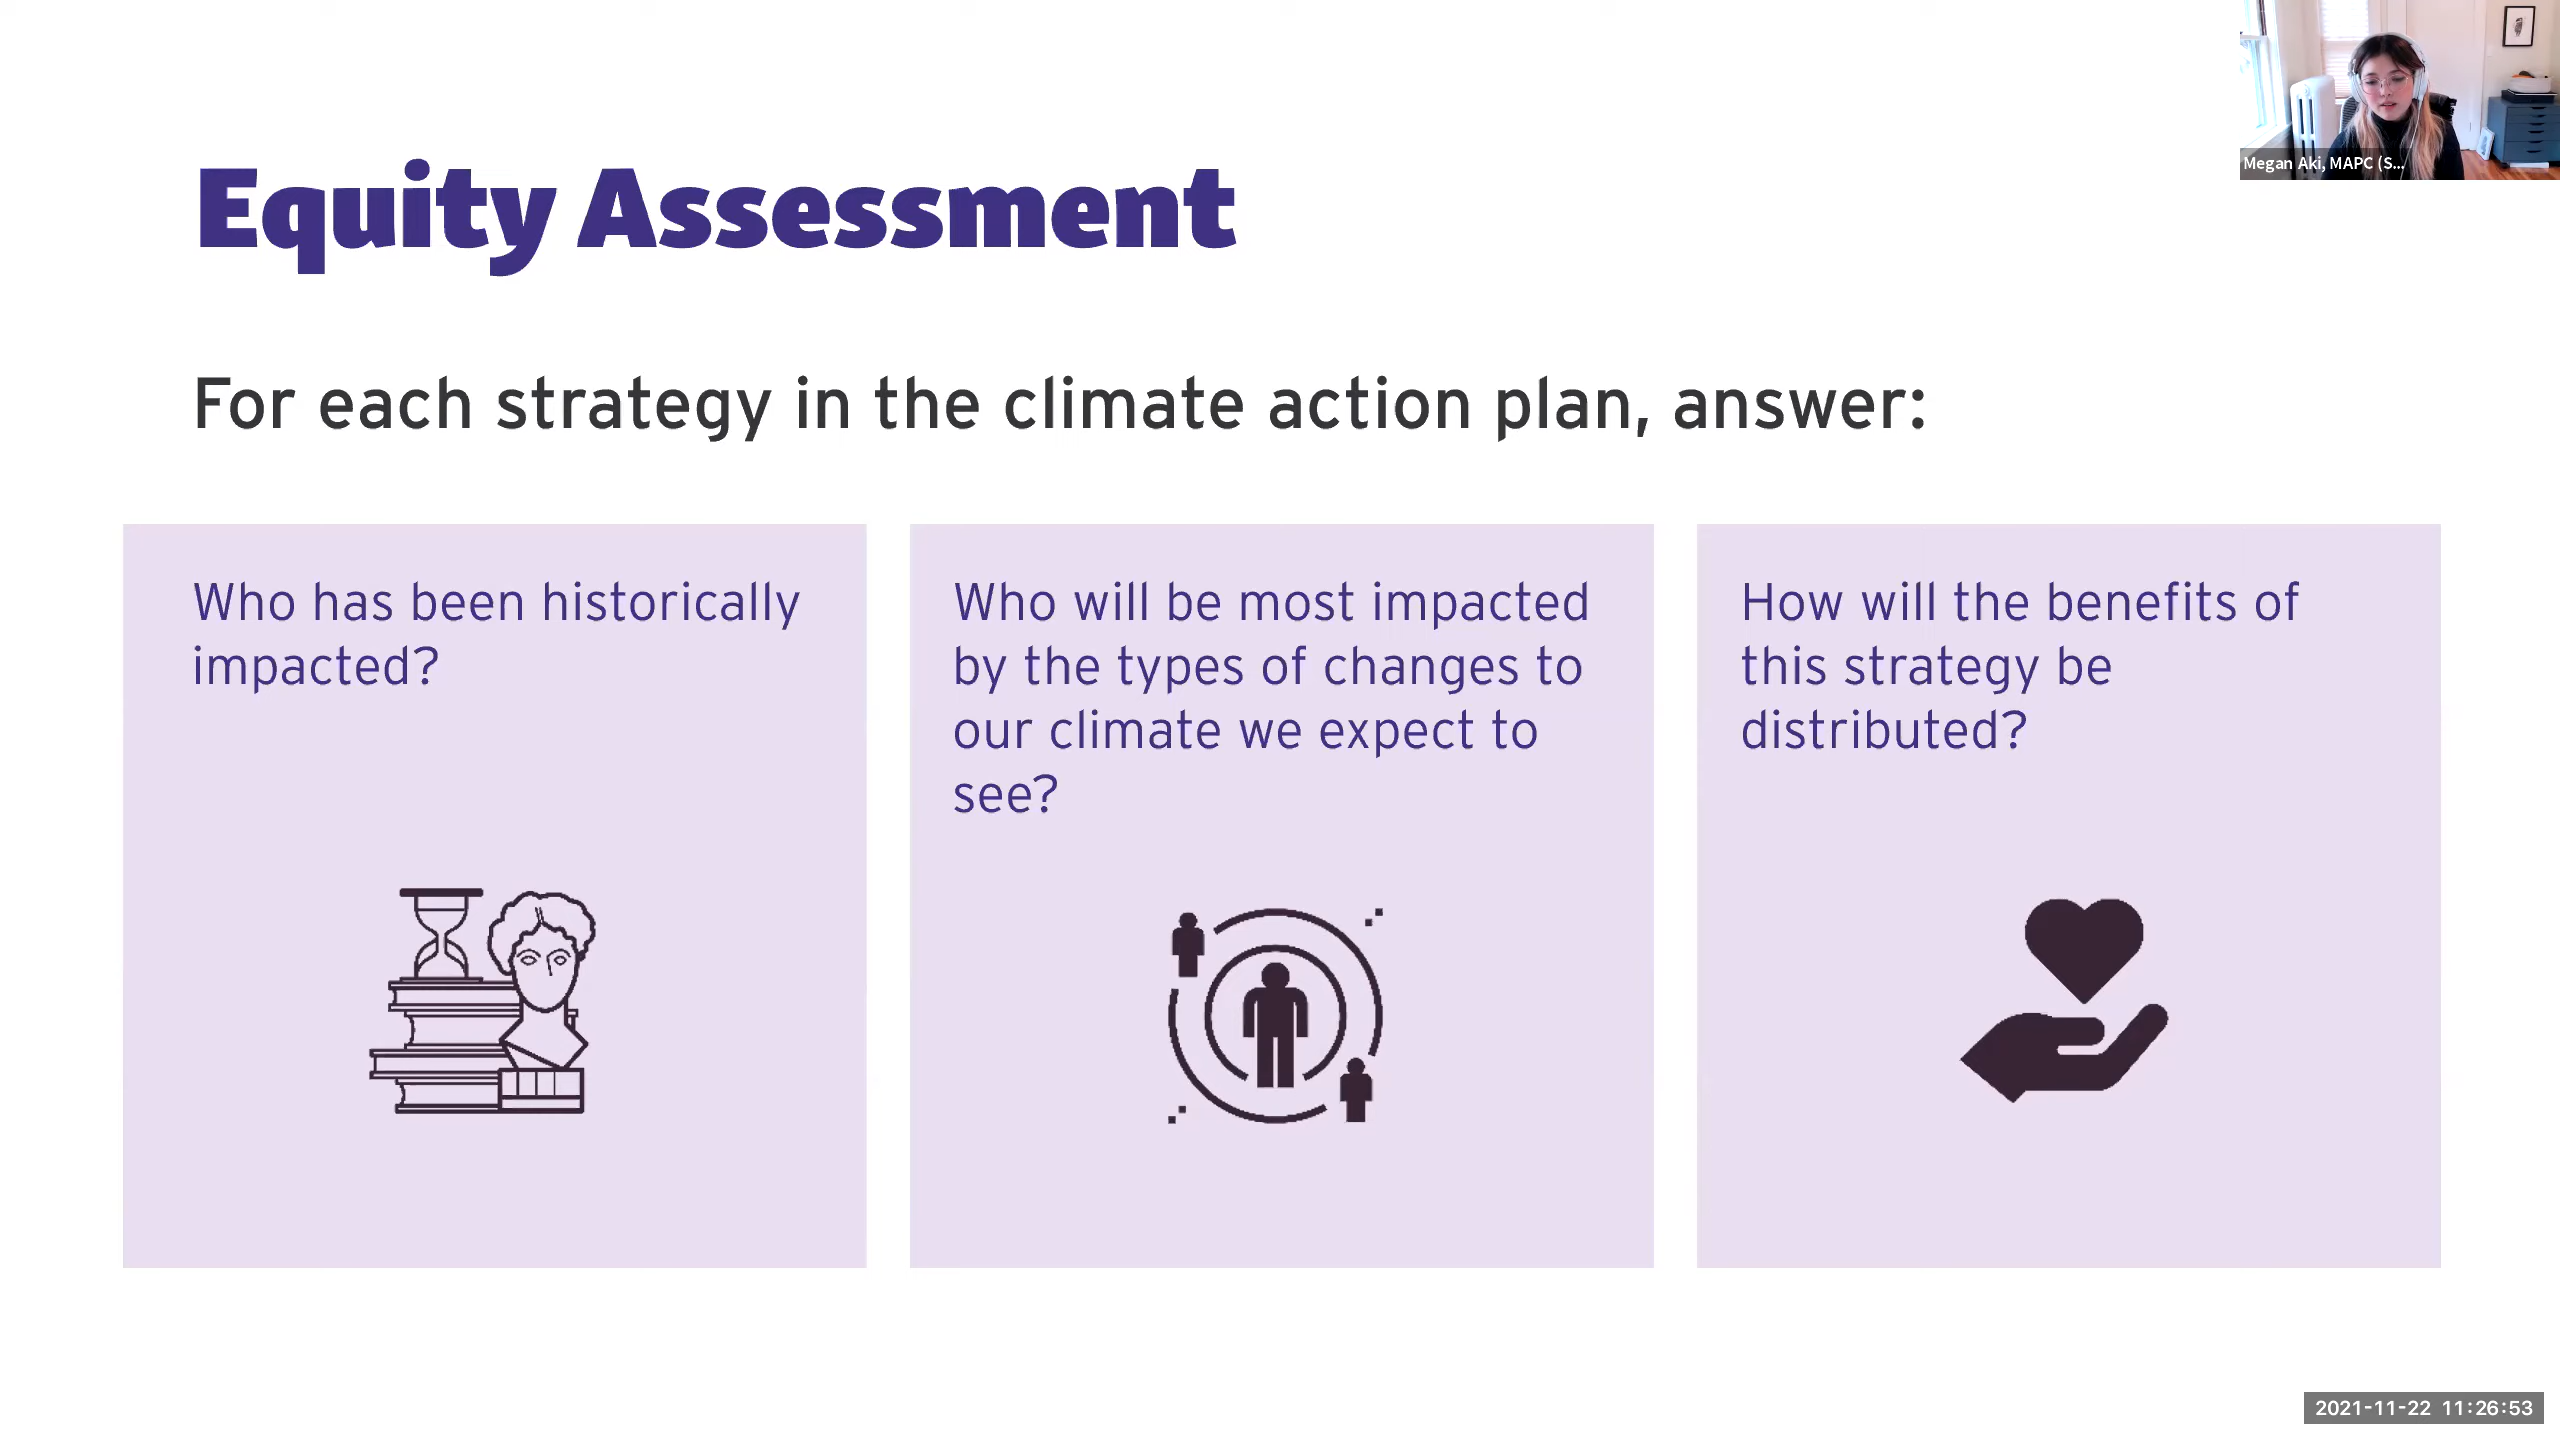 Megan Aki, MAPC (S...
Equity Assessment
For each strategy in the climate action plan, answer:
Who has been historically
impacted?
Who will be most impacted
by the types of changes to
our climate we expect to
see?
How will the benefits of
this strategy be
distributed?
2021-11-22 11:26:53